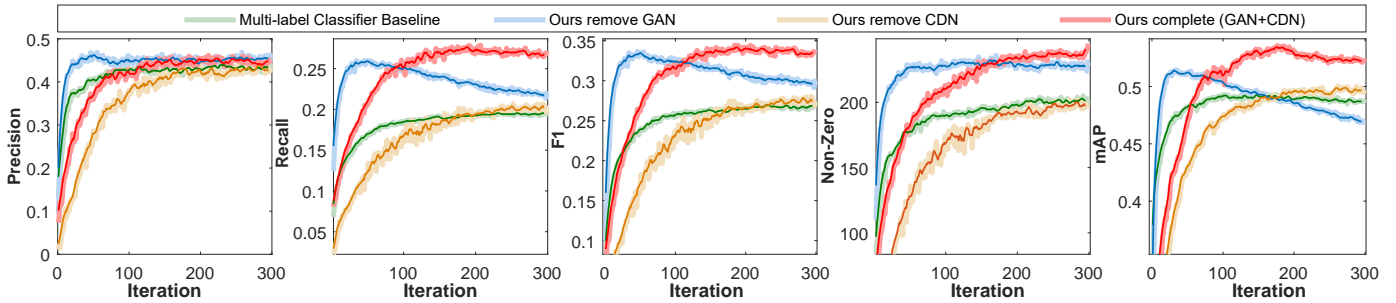 Multi-label Classifier Baseline Ours remove GAN Ours remove CDN Ours complete (GAN+CDN)
Precision
0.5
0.4
0.3
0.2
0.1
0
0 100 200 300
Iteration
Recall
0.25
0.2
0.15
0.1
0.05
100 200 300
Iteration
F1
0.35
0.3
0.25
0.2
0.15
0.1
0 100 200 300
Iteration
Non-Zero
200
150
100
100 200 300
Iteration
mAP
0.5
0.45
0.4
0 100 200 300
Iteration